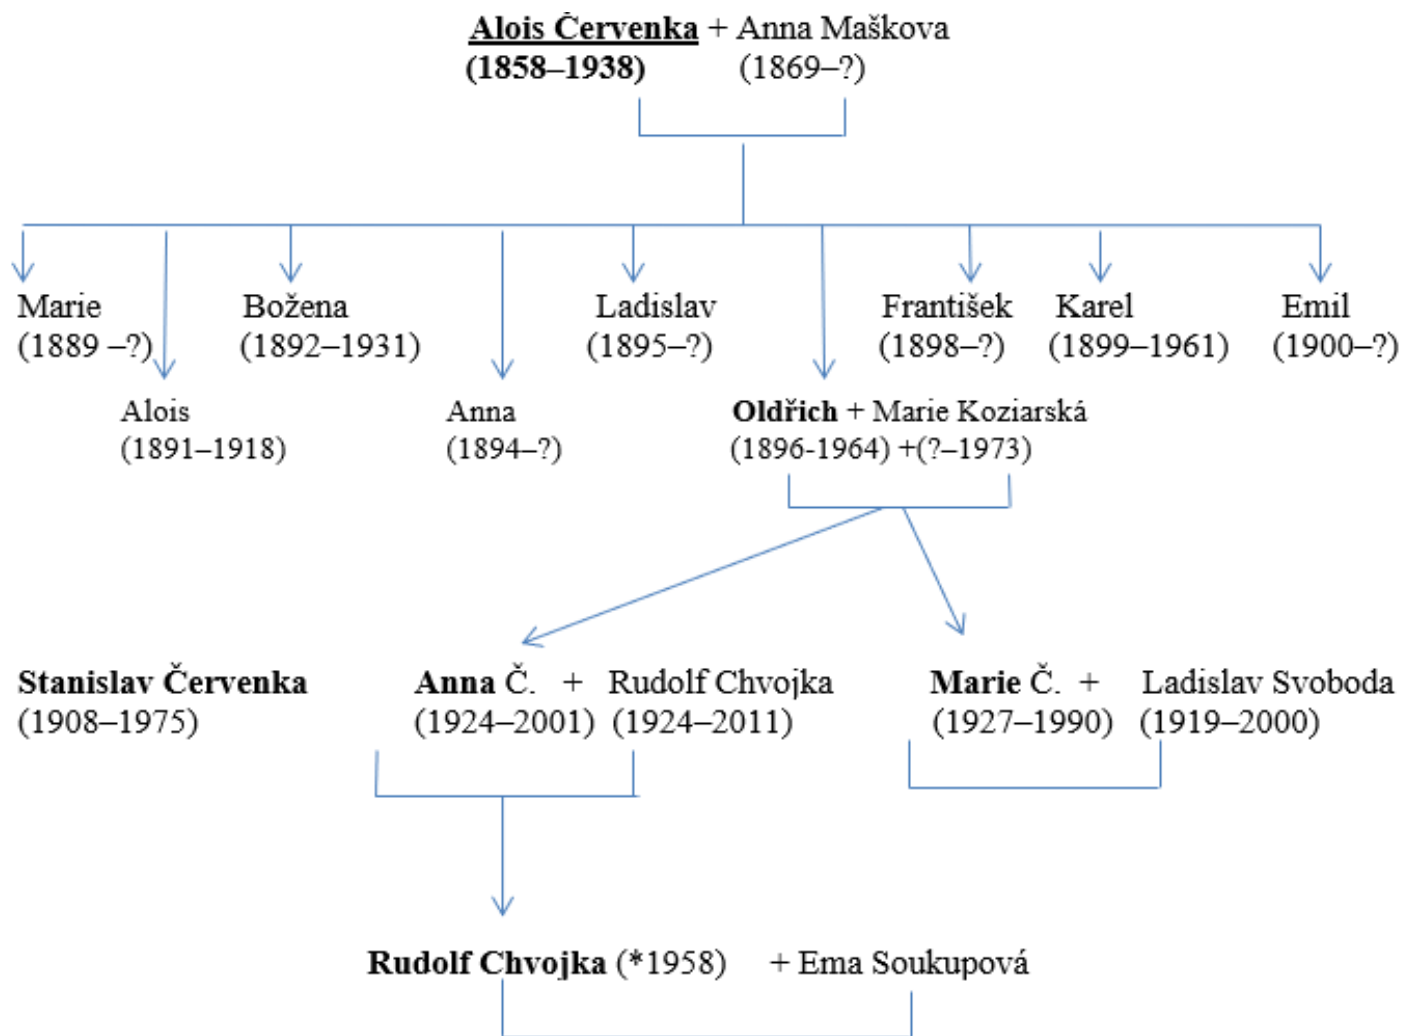 Alois Červenka + Anna Maškova
(1858–1938) (1869–?)
Marie Božena Ladislav František Karel Emil
(1889 –?) (1892–1931) (1895–?) (1898–?) (1899–1961) (1900–?)
Alois Anna Oldřich + Marie Koziarská
(1891–1918) (1894–?) (1896-1964) +(?–1973)
Stanislav Červenka Anna Č. + Rudolf Chvojka Marie Č. + Ladislav Svoboda
(1908–1975) (1924–2001) (1924–2011) (1927–1990) (1919–2000)
Rudolf Chvojka (*1958) + Ema Soukupová